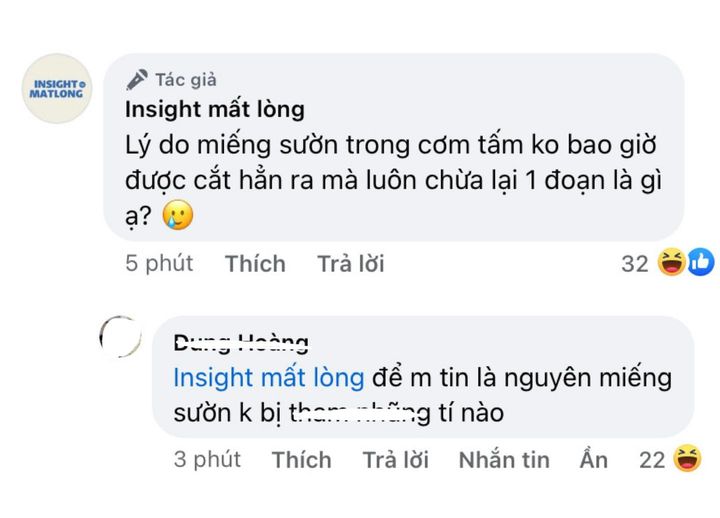 INSIGHT
MATLONG
Tác giả
Insight mất lòng
Lý do miếng sườn trong cơm tấm ko bao giờ
được cắt hẳn ra mà luôn chừa lại 1 đoạn là gì
ạ? 🥲
5 phút Thích Trả lời 32
Dung Hoàng
Insight mất lòng để m tin là nguyên miếng
sườn k bị tham nhũng tí nào
3 phút Thích Trả lời Nhắn tin Ẩn 22